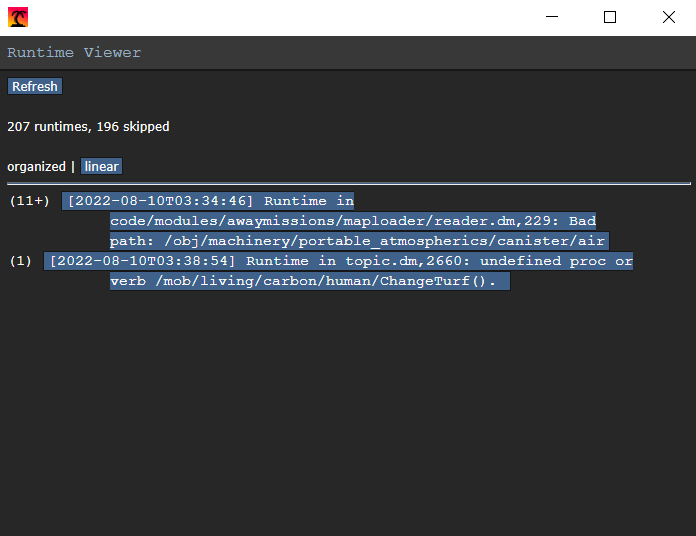 Runtime Viewer
Refresh
207 runtimes, 196 skipped
organized | linear
(11+) [2022-08-10T03:34:46] Runtime in
code/modules/awaymissions/maploader/reader.dm,229: Bad
path: /obj/machinery/portable_atmospherics/canister/air
(1) [2022-08-10T03:38:54] Runtime in topic.dm,2660: undefined proc or
verb /mob/living/carbon/human/ChangeTurf().